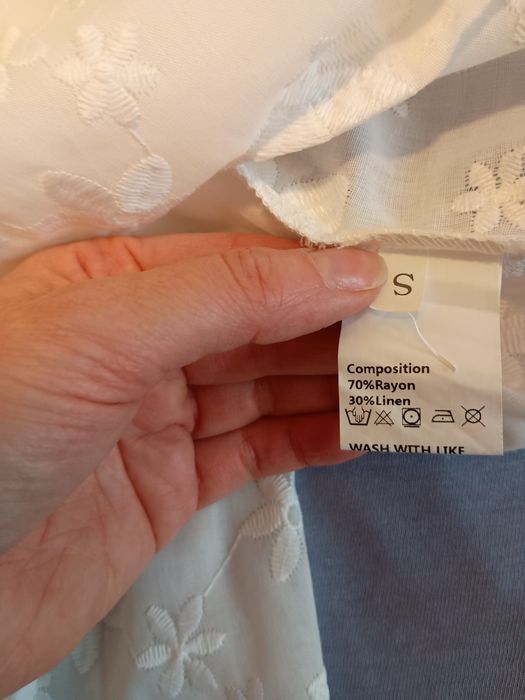 S
Composition
70%Rayon
30%Linen
WASH WITH LIKE